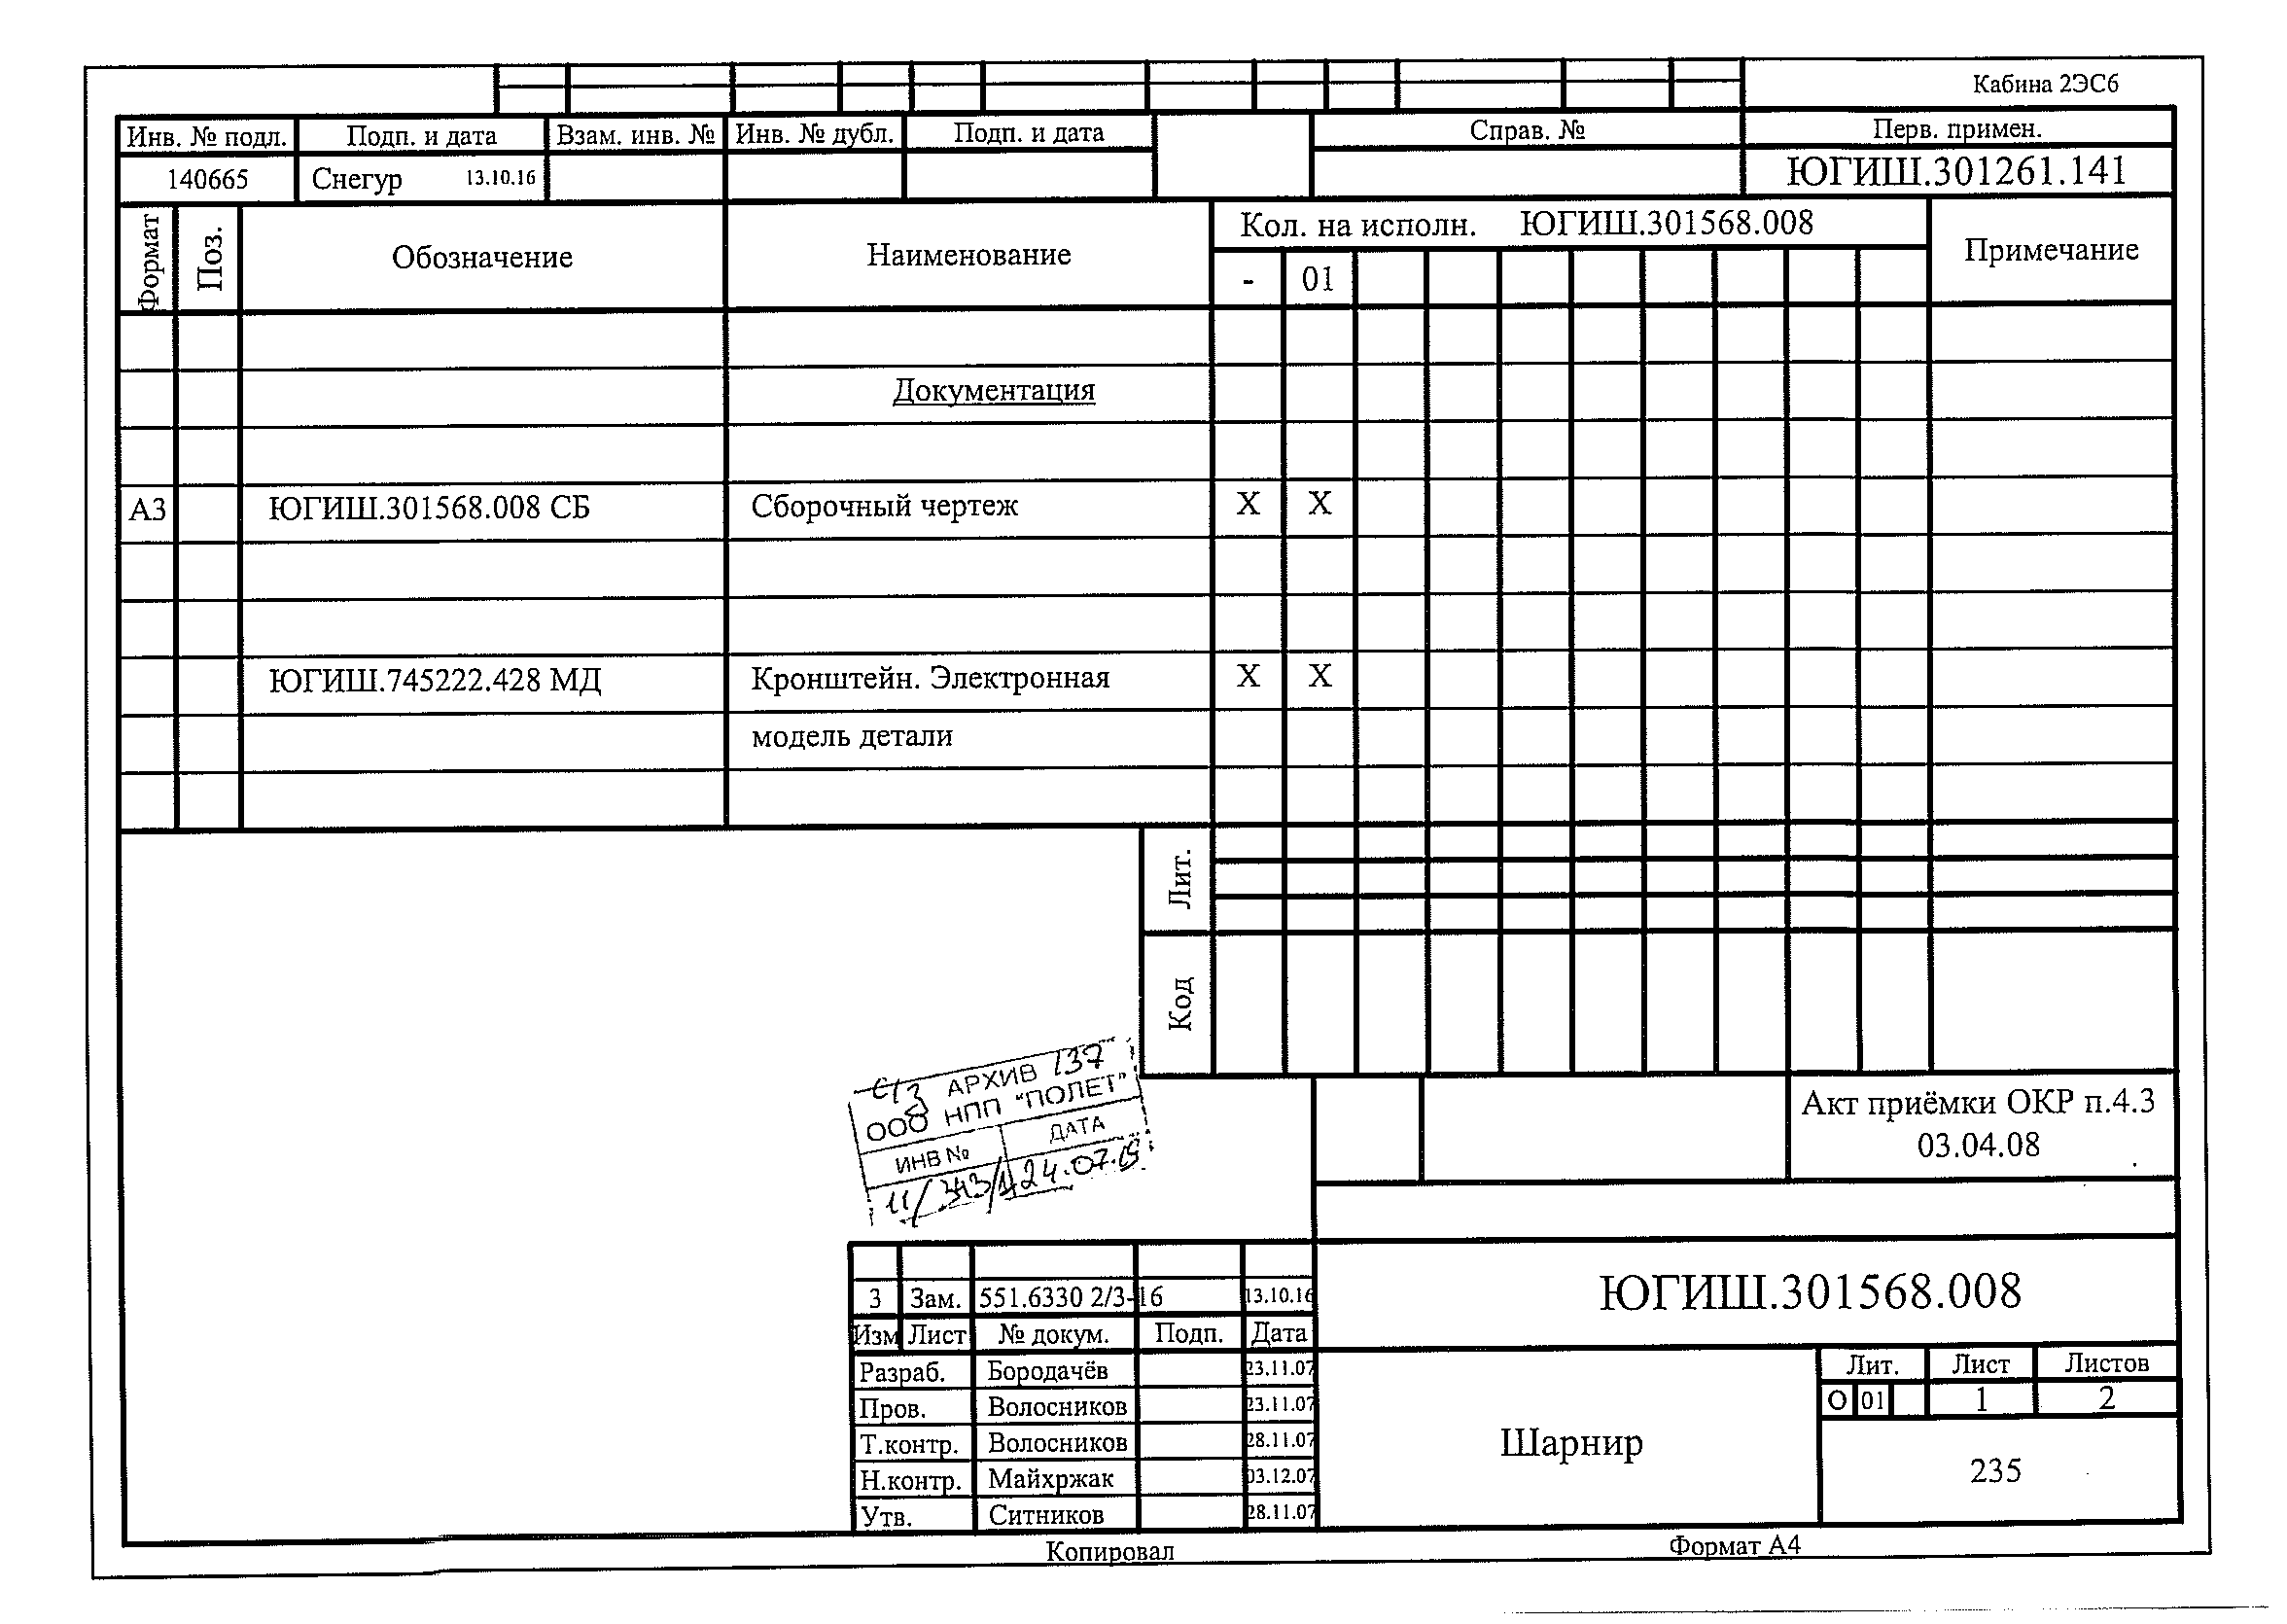 Кабина 2ЭС6
Инв. № подл. Подп. и дата Взам. инв. № Инв. № дубл. Подп. и дата Справ. № Перв. примен.
140665 Снегур 13.10.16 ЮГИШ.301261.141
Формат Поз. Обозначение Наименование Кол. на исполн. ЮГИШ.301568.008 Примечание
- 01
Документация
А3 ЮГИШ.301568.008 СБ Сборочный чертеж Х Х
ЮГИШ.745222.428 МД Кронштейн. Электронная Х Х
модель детали
Лит.
Код
АРХИВ 137
ООО НПП "ПОЛЕТ"
ИНВ № ДАТА
11/343/1
Акт приёмки ОКР п.4.3
03.04.08
3 Зам. 551.6330 2/3-16 13.10.16
ЮГИШ.301568.008
Изм Лист № докум. Подп. Дата
Разраб. Бородачёв 23.11.07
Пров. Волосников 23.11.07
Т.контр. Волосников 28.11.07
Н.контр. Майхржак 03.12.07
Утв. Ситников 28.11.07
Шарнир
Лит. Лист Листов
О 01 1 2
235
Копировал Формат А4